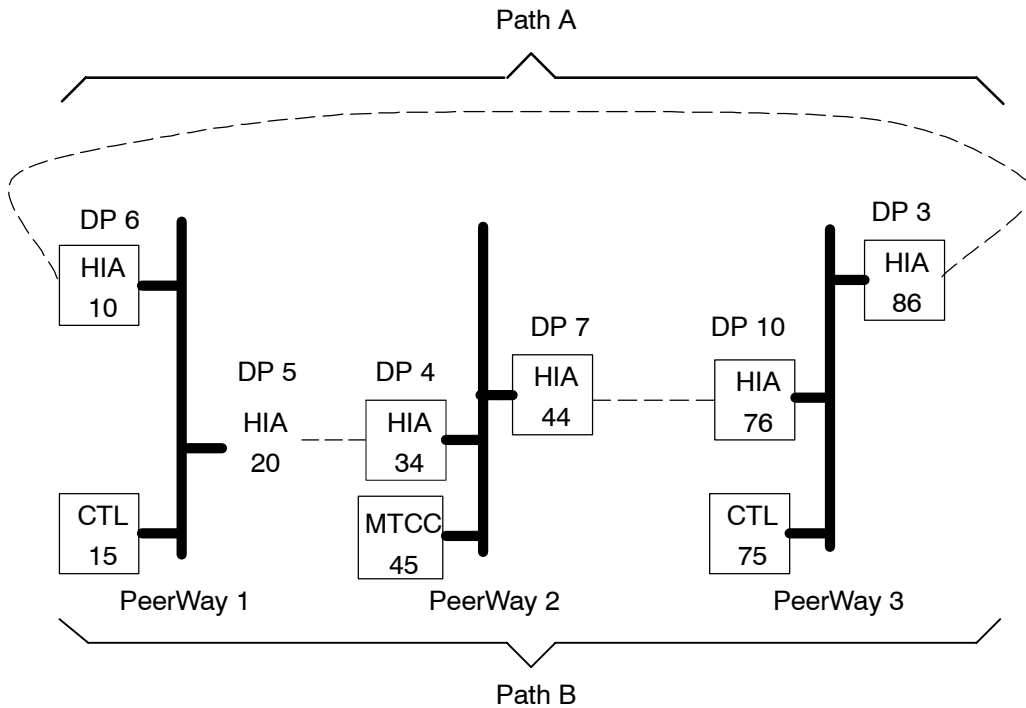 Path A
DP 6
HIA
10
DP 5
HIA
20
CTL
15
PeerWay 1
DP 4
HIA
34
DP 7
HIA
44
MTCC
45
PeerWay 2
DP 10
HIA
76
DP 3
HIA
86
CTL
75
PeerWay 3
Path B